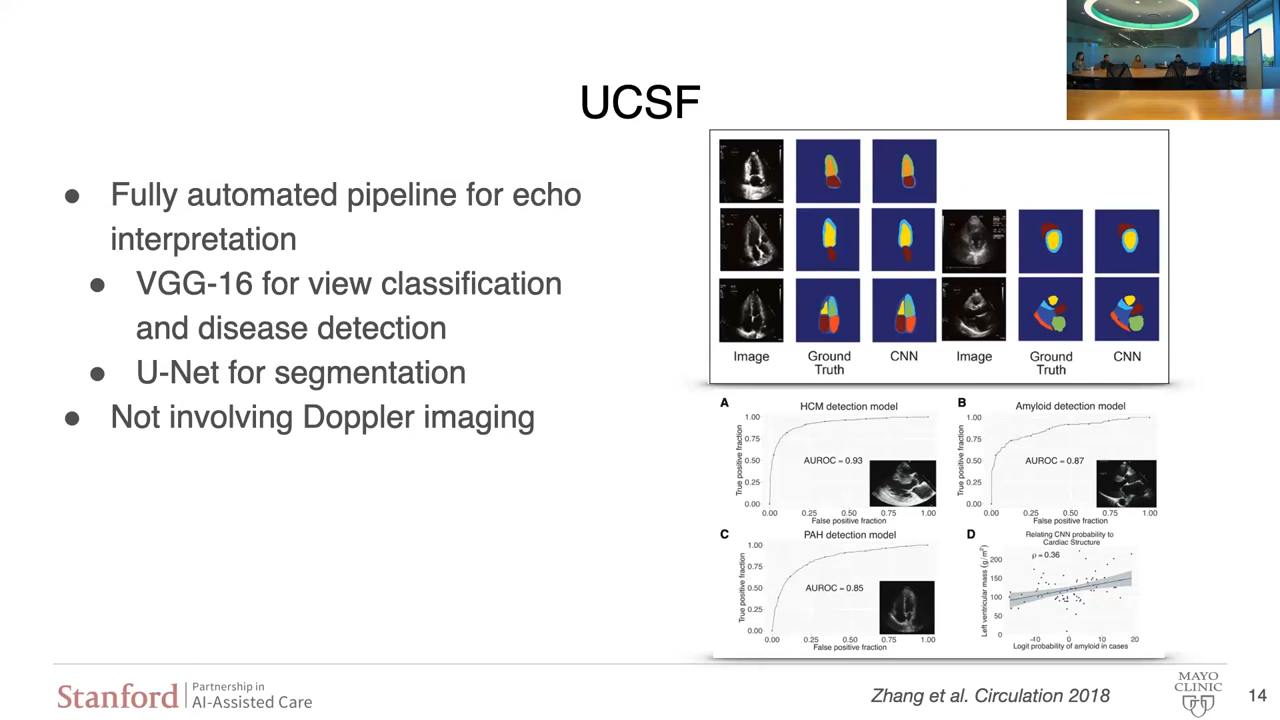 UCSF
● Fully automated pipeline for echo
interpretation
● VGG-16 for view classification
and disease detection
● U-Net for segmentation
● Not involving Doppler imaging
Image
Ground
Truth
CNN
Image
Ground
Truth
CNN
A
HCM detection model
True positive fraction
1.00
0.75
0.50
0.25
0.00
AUROC = 0.93
0.00 0.25 0.50 0.75 1.00
False positive fraction
B
Amyloid detection model
True positive fraction
1.00
0.75
0.50
0.25
0.00
AUROC = 0.87
0.00 0.25 0.50 0.75 1.00
False positive fraction
C
PAH detection model
True positive fraction
1.00
0.75
0.50
0.25
0.00
AUROC = 0.85
0.00 0.25 0.50 0.75 1.00
False positive fraction
D
Relating CNN probability to
Cardiac Structure
ρ = 0.36
Left ventricular mass (g/m²)
200
150
100
50
0
-40 0 10 20
Logit probability of amyloid in cases
Stanford
Partnership in
AI-Assisted Care
Zhang et al. Circulation 2018
MAYO
CLINIC
14